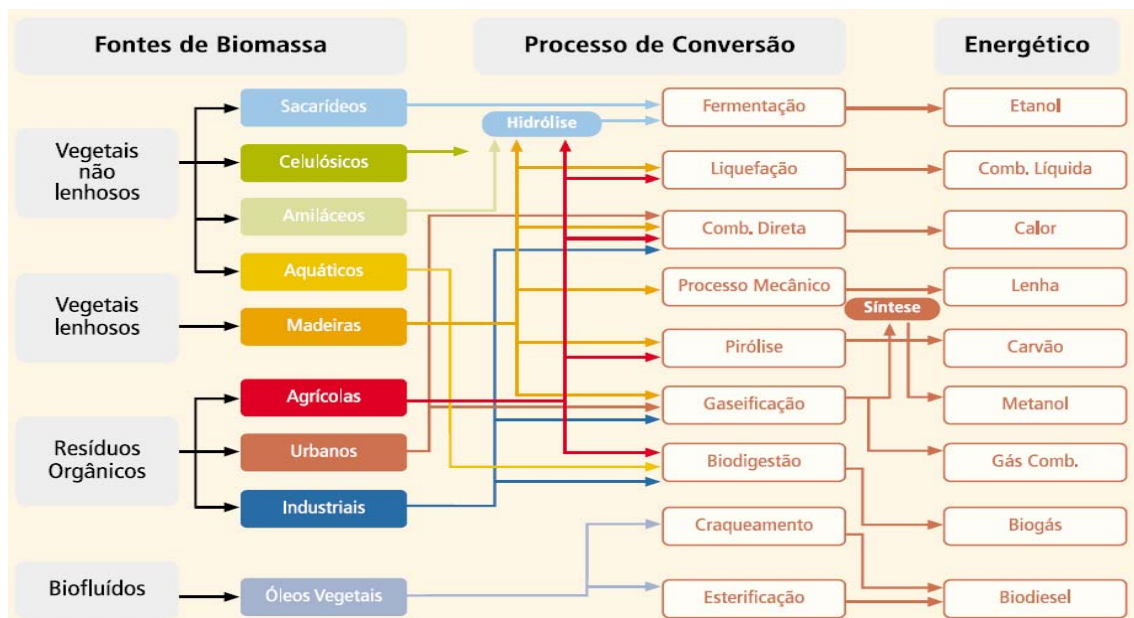 Fontes de Biomassa
Processo de Conversão
Energético
Vegetais
não
lenhosos
Vegetais
lenhosos
Resíduos
Orgânicos
Biofluídos
Sacarídeos
Celulósicos
Amiláceos
Aquáticos
Madeiras
Agrícolas
Urbanos
Industriais
Óleos Vegetais
Hidrólise
Fermentação
Liquefação
Comb. Direta
Processo Mecânico
Pirólise
Gaseificação
Biodigestão
Craqueamento
Esterificação
Síntese
Etanol
Comb. Líquida
Calor
Lenha
Carvão
Metanol
Gás Comb.
Biogás
Biodiesel